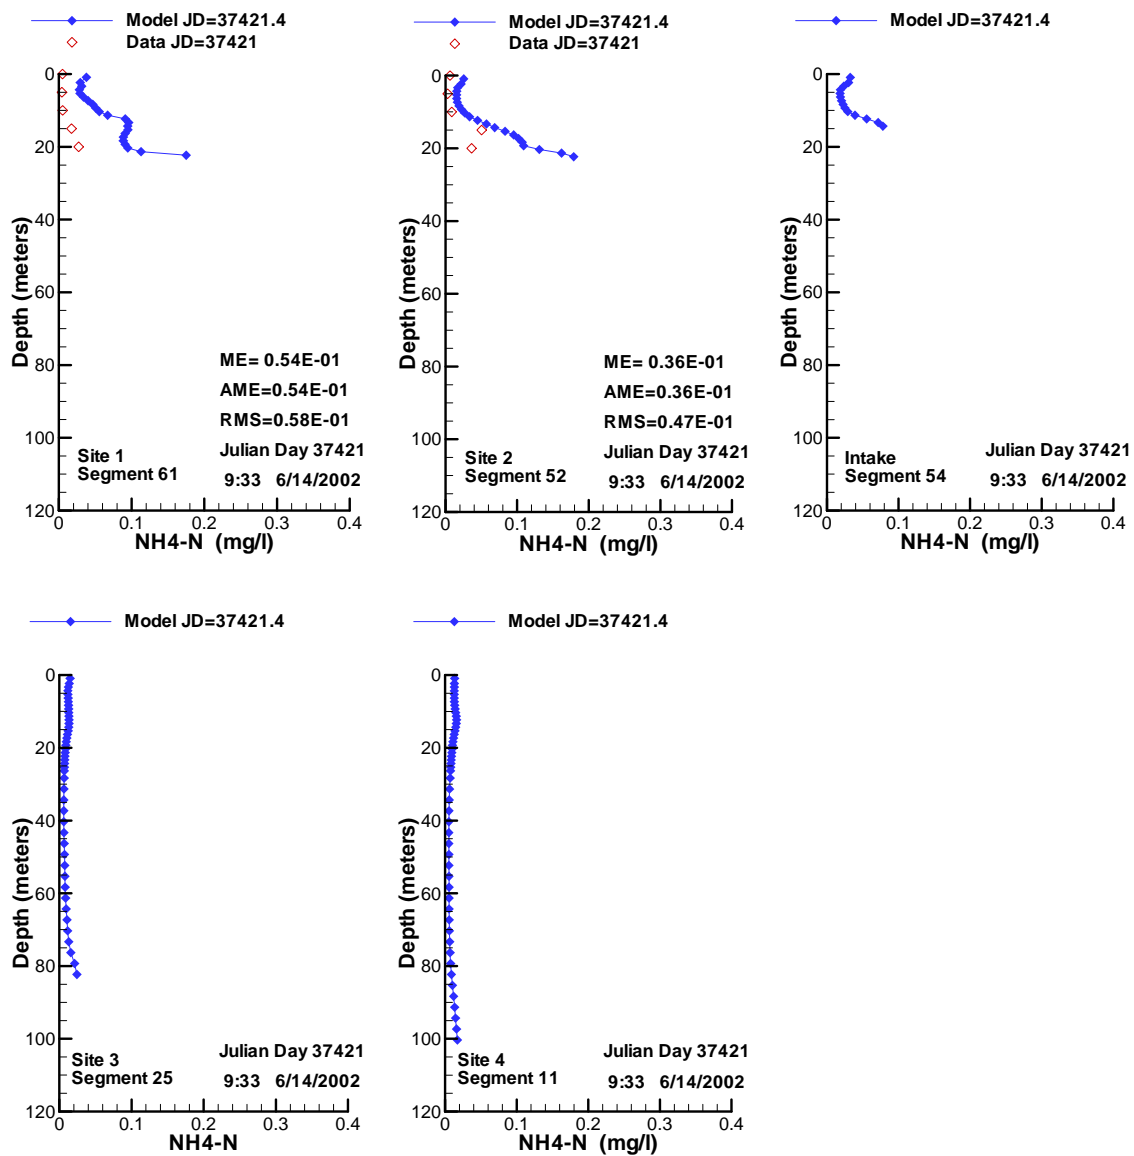 Model JD=37421.4
Data JD=37421
0
20
40
60
80
100
120
Depth (meters)
ME= 0.54E-01
AME=0.54E-01
RMS=0.58E-01
Julian Day 37421
9:33 6/14/2002
Site 1
Segment 61
0 0.1 0.2 0.3 0.4
NH4-N (mg/l)
Model JD=37421.4
Data JD=37421
0
20
40
60
80
100
120
Depth (meters)
ME= 0.36E-01
AME=0.36E-01
RMS=0.47E-01
Julian Day 37421
9:33 6/14/2002
Site 2
Segment 52
0 0.1 0.2 0.3 0.4
NH4-N (mg/l)
Model JD=37421.4
0
20
40
60
80
100
120
Depth (meters)
Julian Day 37421
9:33 6/14/2002
Intake
Segment 54
0 0.1 0.2 0.3 0.4
NH4-N (mg/l)
Model JD=37421.4
0
20
40
60
80
100
120
Depth (meters)
Julian Day 37421
9:33 6/14/2002
Site 3
Segment 25
0 0.1 0.2 0.3 0.4
NH4-N
Model JD=37421.4
0
20
40
60
80
100
120
Depth (meters)
Julian Day 37421
9:33 6/14/2002
Site 4
Segment 11
0 0.1 0.2 0.3 0.4
NH4-N (mg/l)